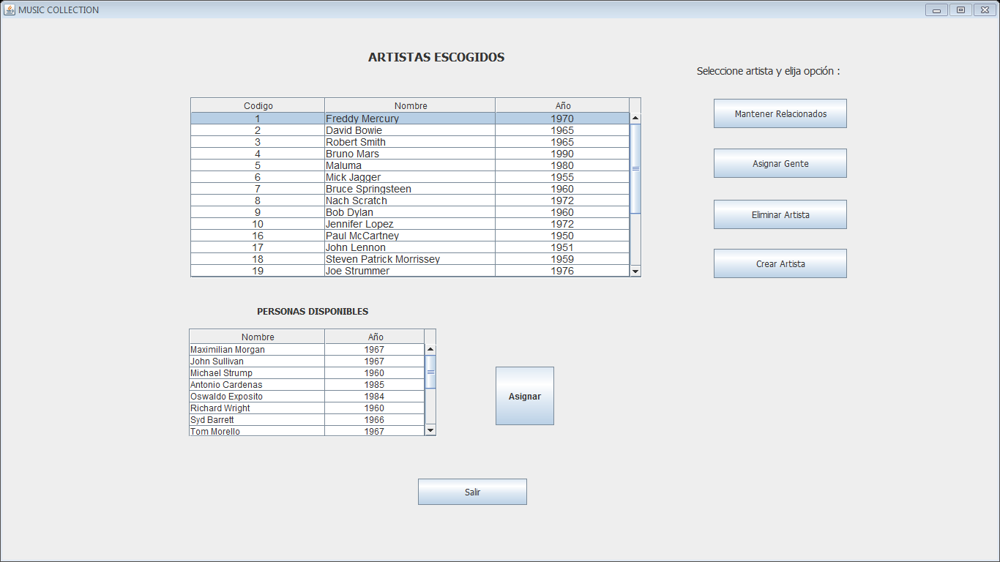 MUSIC COLLECTION
ARTISTAS ESCOGIDOS
Seleccione artista y elija opción :
Codigo Nombre Año
1 Freddy Mercury 1970
2 David Bowie 1965
3 Robert Smith 1965
4 Bruno Mars 1990
5 Maluma 1980
6 Mick Jagger 1955
7 Bruce Springsteen 1960
8 Nach Scratch 1972
9 Bob Dylan 1960
10 Jennifer Lopez 1972
16 Paul McCartney 1950
17 John Lennon 1951
18 Steven Patrick Morrissey 1959
19 Joe Strummer 1976
Mantener Relacionados
Asignar Gente
Eliminar Artista
Crear Artista
PERSONAS DISPONIBLES
Nombre Año
Maximilian Morgan 1967
John Sullivan 1967
Michael Strump 1960
Antonio Cardenas 1985
Oswaldo Exposito 1984
Richard Wright 1960
Syd Barrett 1966
Tom Morello 1967
Asignar
Salir